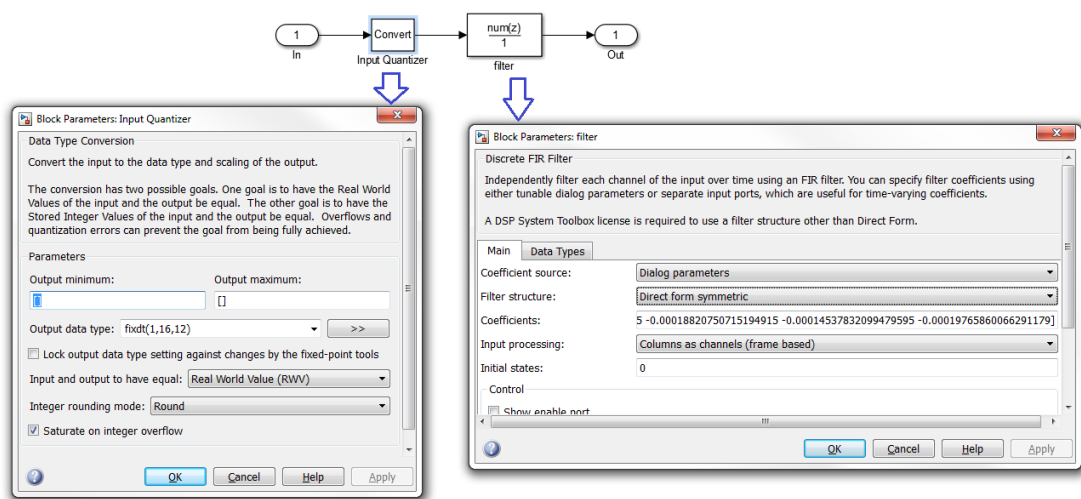 1
In
Convert
Input Quantizer
num(z)
1
filter
1
Out
Block Parameters: Input Quantizer
Data Type Conversion
Convert the input to the data type and scaling of the output.
The conversion has two possible goals. One goal is to have the Real World
Values of the input and the output be equal.  The other goal is to have the
Stored Integer Values of the input and the output be equal.  Overflows and
quantization errors can prevent the goal from being fully achieved.
Parameters
Output minimum:
Output maximum:
[]
[]
Output data type:
fixdt(1,16,12)
>>
Lock output data type setting against changes by the fixed-point tools
Input and output to have equal:
Real World Value (RWV)
Integer rounding mode:
Round
Saturate on integer overflow
OK
Cancel
Help
Apply
Block Parameters: filter
Discrete FIR Filter
Independently filter each channel of the input over time using an FIR filter. You can specify filter coefficients using
either tunable dialog parameters or separate input ports, which are useful for time-varying coefficients.
A DSP System Toolbox license is required to use a filter structure other than Direct Form.
Main
Data Types
Coefficient source:
Dialog parameters
Filter structure:
Direct form symmetric
Coefficients:
5 -0.00018820750715194915 -0.00014537832099479595 -0.00019765860066291179]
Input processing:
Columns as channels (frame based)
Initial states:
0
Control
Show enable port
OK
Cancel
Help
Apply